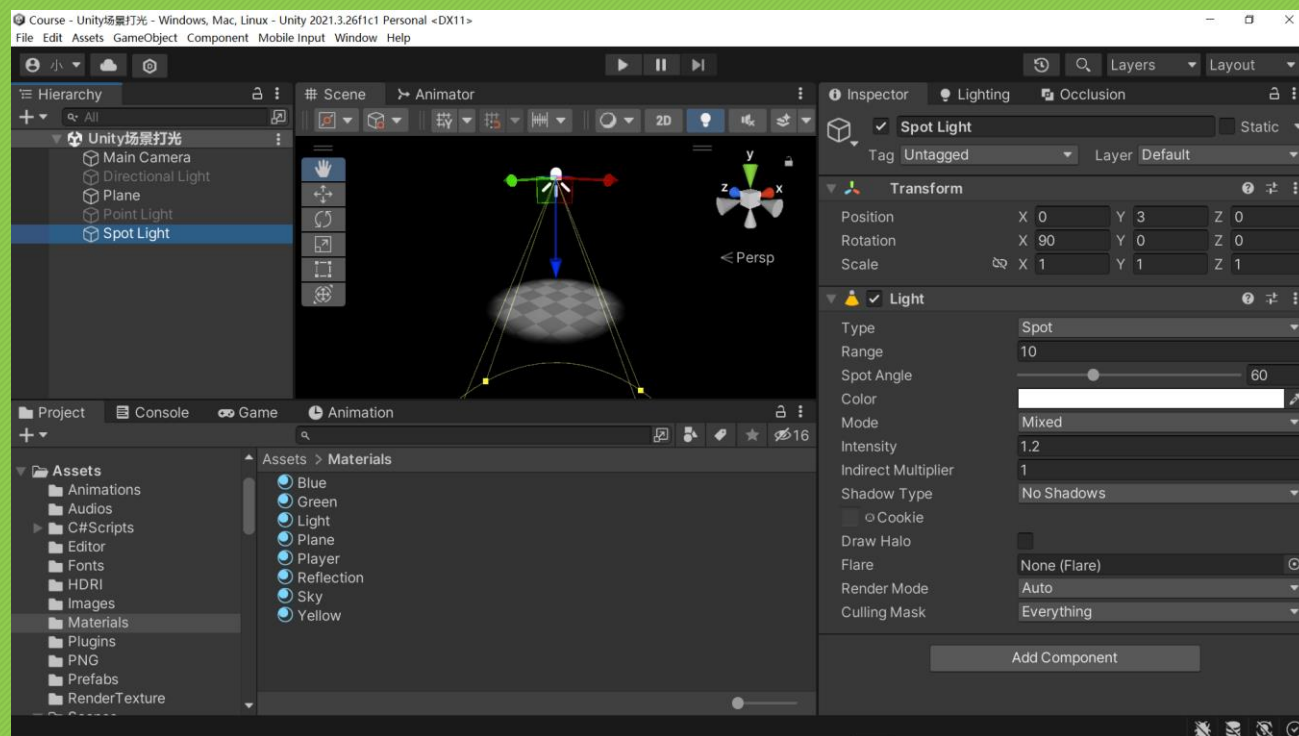 Course - Unity场景打光 - Windows, Mac, Linux - Unity 2021.3.26f1c1 Personal <DX11>
File Edit Assets GameObject Component Mobile Input Window Help
小 Layers Layout
Hierarchy
All
Unity场景打光
Main Camera
Directional Light
Plane
Point Light
Spot Light
# Scene Animator
2D
y
z x
Persp
Inspector Lighting Occlusion
Spot Light Static
Tag Untagged Layer Default
Transform
Position X 0 Y 3 Z 0
Rotation X 90 Y 0 Z 0
Scale X 1 Y 1 Z 1
Light
Type Spot
Range 10
Spot Angle 60
Color
Mode Mixed
Intensity 1.2
Indirect Multiplier 1
Shadow Type No Shadows
Cookie
Draw Halo
Flare None (Flare)
Render Mode Auto
Culling Mask Everything
Add Component
Project Console Game Animation
16
Assets
Animations
Audios
C#Scripts
Editor
Fonts
HDRI
Images
Materials
Plugins
PNG
Prefabs
RenderTexture
Assets > Materials
Blue
Green
Light
Plane
Player
Reflection
Sky
Yellow